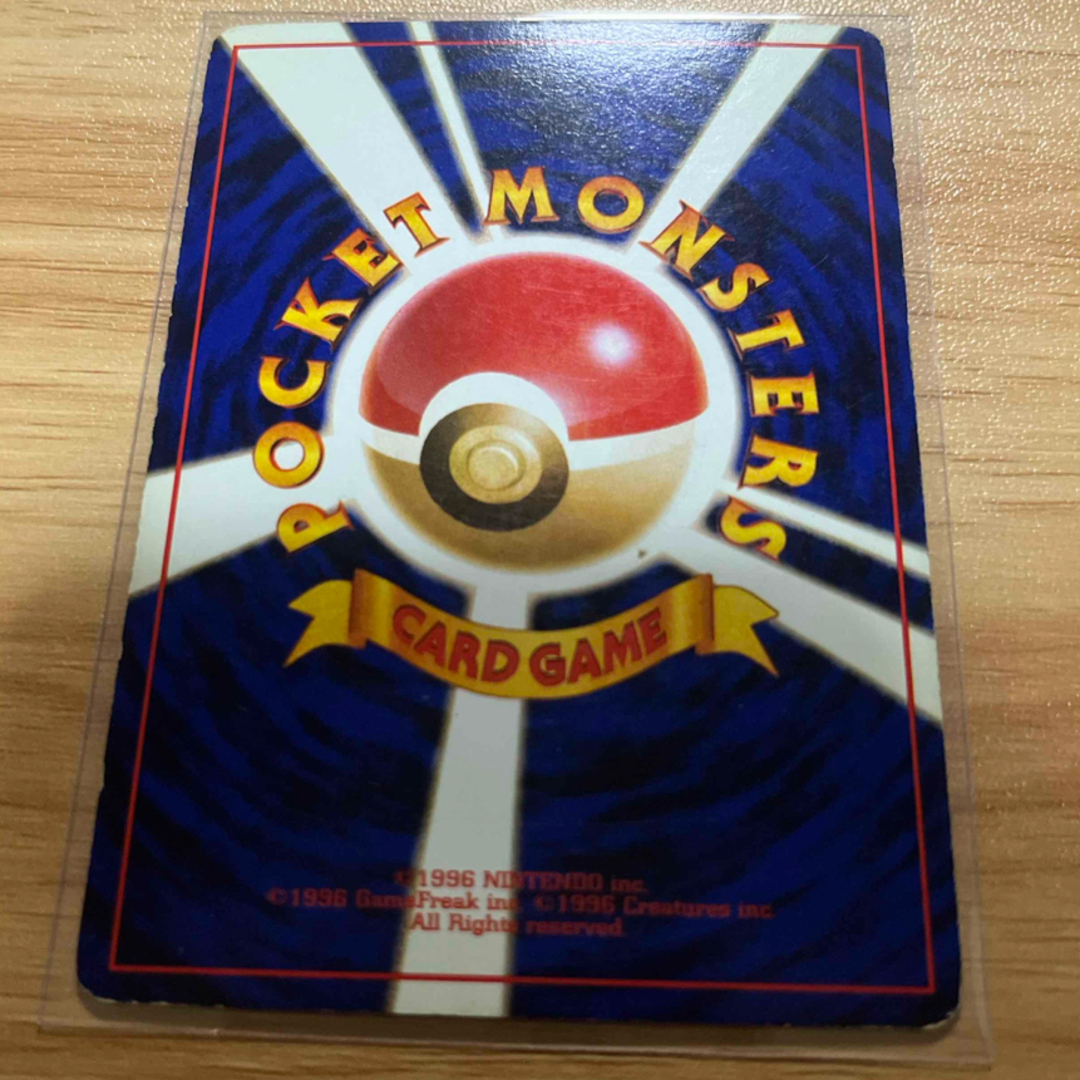 POCKET MONSTERS
CARD GAME
©1996 NINTENDO inc.
©1996 GameFreak inc. ©1996 Creatures inc.
All Rights reserved.